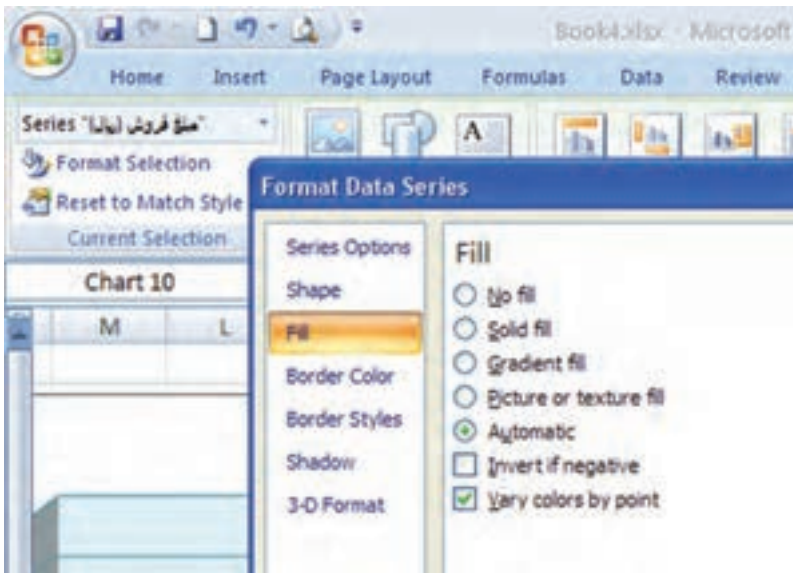 Book4.xlsx - Microsoft
Home Insert Page Layout Formulas Data Review
Series "مبلغ فروش (ریال)"
Format Selection
Reset to Match Style
Current Selection
Chart 10
M L
Format Data Series
Series Options
Shape
Fill
Border Color
Border Styles
Shadow
3-D Format
Fill
No fill
Solid fill
Gradient fill
Picture or texture fill
Automatic
Invert if negative
Vary colors by point
A